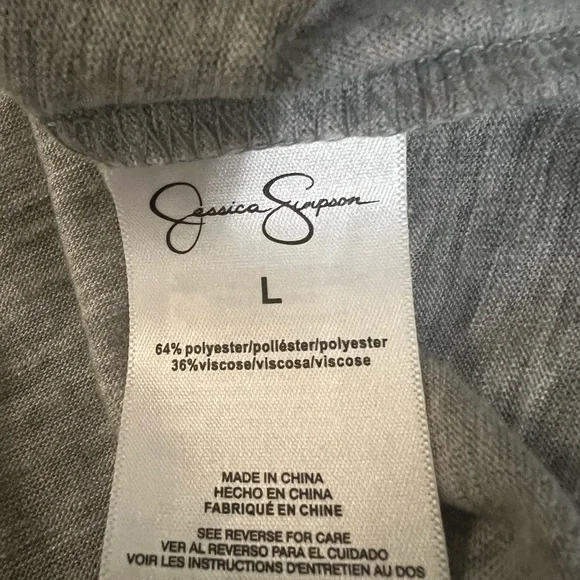 Jessica Simpson
L
64% polyester/poliéster/polyester
36%viscose/viscosa/viscose
MADE IN CHINA
HECHO EN CHINA
FABRIQUÉ EN CHINE
SEE REVERSE FOR CARE
VER AL REVERSO PARA EL CUIDADO
VOIR LES INSTRUCTIONS D'ENTRETIEN AU DOS